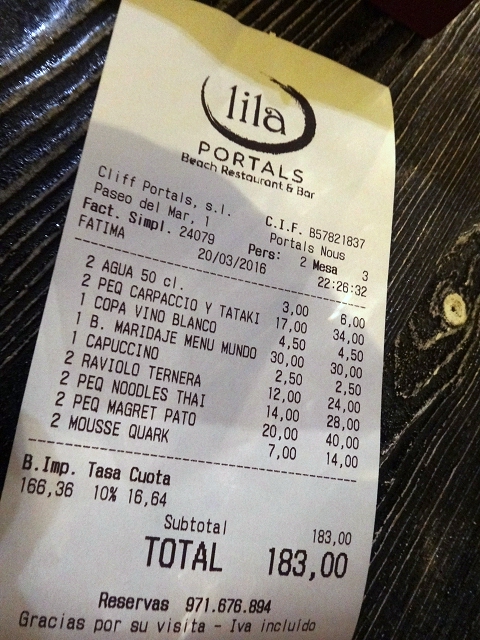 lila
PORTALS
Beach Restaurant & Bar
Cliff Portals, s.l. C.I.F. B57821837
Paseo del Mar, 1 Portals Nous
Fact. Simpl. 24079 Pers: 2 Mesa 3
FATIMA 20/03/2016 22:26:32
2 AGUA 50 cl. 3,00 6,00
2 PEQ CARPACCIO Y TATAKI 17,00 34,00
1 COPA VINO BLANCO 4,50 4,50
1 B. MARIDAJE MENU MUNDO 30,00 30,00
1 CAPUCCINO 2,50 2,50
2 RAVIOLO TERNERA 12,00 24,00
2 PEQ NOODLES THAI 14,00 28,00
2 PEQ MAGRET PATO 20,00 40,00
2 MOUSSE QUARK 7,00 14,00
B.Imp. Tasa Cuota
166,36 10% 16,64
Subtotal 183,00
TOTAL 183,00
Reservas 971.676.894
Gracias por su visita - Iva incluido